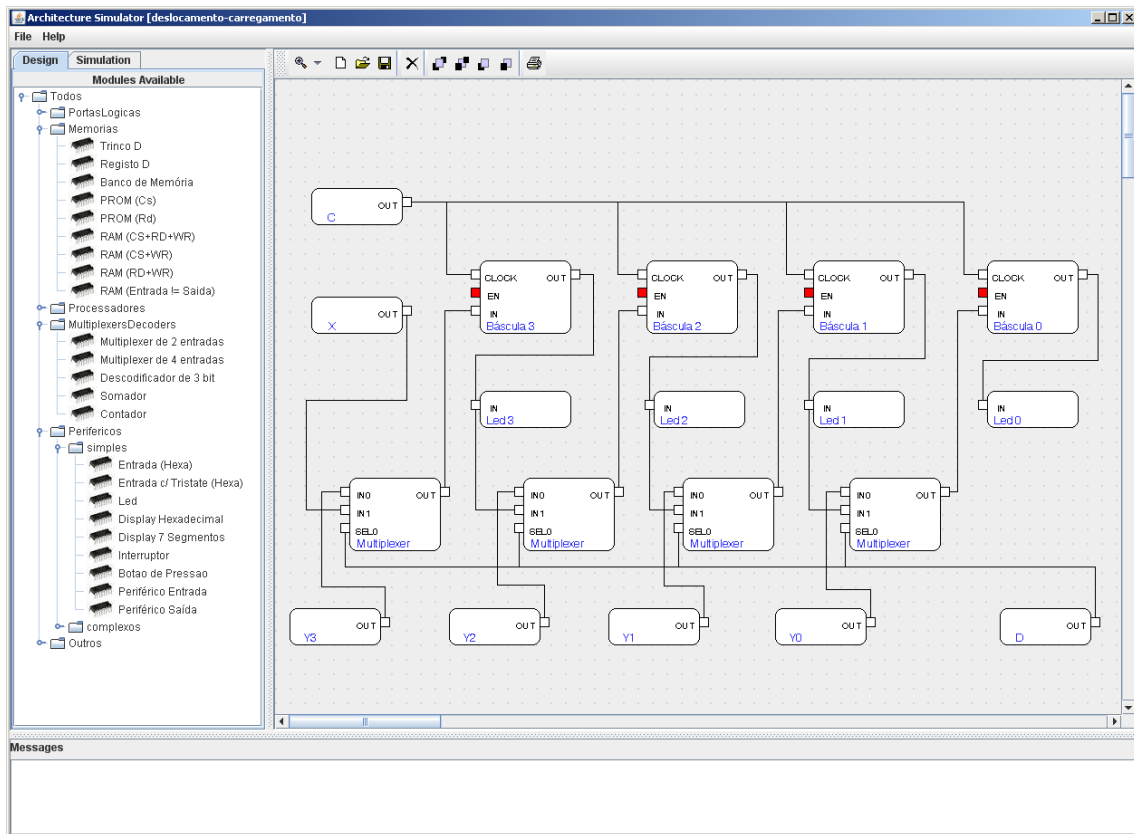 Architecture Simulator [deslocamento-carregamento]
File Help
Design Simulation
Modules Available
Todos
PortasLogicas
Memorias
Trinco D
Registo D
Banco de Memória
PROM (Cs)
PROM (Rd)
RAM (CS+RD+WR)
RAM (CS+WR)
RAM (RD+WR)
RAM (Entrada != Saida)
Processadores
MultiplexersDecoders
Multiplexer de 2 entradas
Multiplexer de 4 entradas
Descodificador de 3 bit
Somador
Contador
Perifericos
simples
Entrada (Hexa)
Entrada c/ Tristate (Hexa)
Led
Display Hexadecimal
Display 7 Segmentos
Interruptor
Botao de Pressao
Periférico Entrada
Periférico Saída
complexos
Outros
OUT
C
CLOCK OUT
EN
IN
Báscula 3
CLOCK OUT
EN
IN
Báscula 2
CLOCK OUT
EN
IN
Báscula 1
CLOCK OUT
EN
IN
Báscula 0
OUT
X
IN
Led 3
IN
Led 2
IN
Led 1
IN
Led 0
IN0 OUT
IN1
SEL0
Multiplexer
IN0 OUT
IN1
SEL0
Multiplexer
IN0 OUT
IN1
SEL0
Multiplexer
IN0 OUT
IN1
SEL0
Multiplexer
OUT
Y3
OUT
Y2
OUT
Y1
OUT
Y0
OUT
D
Messages